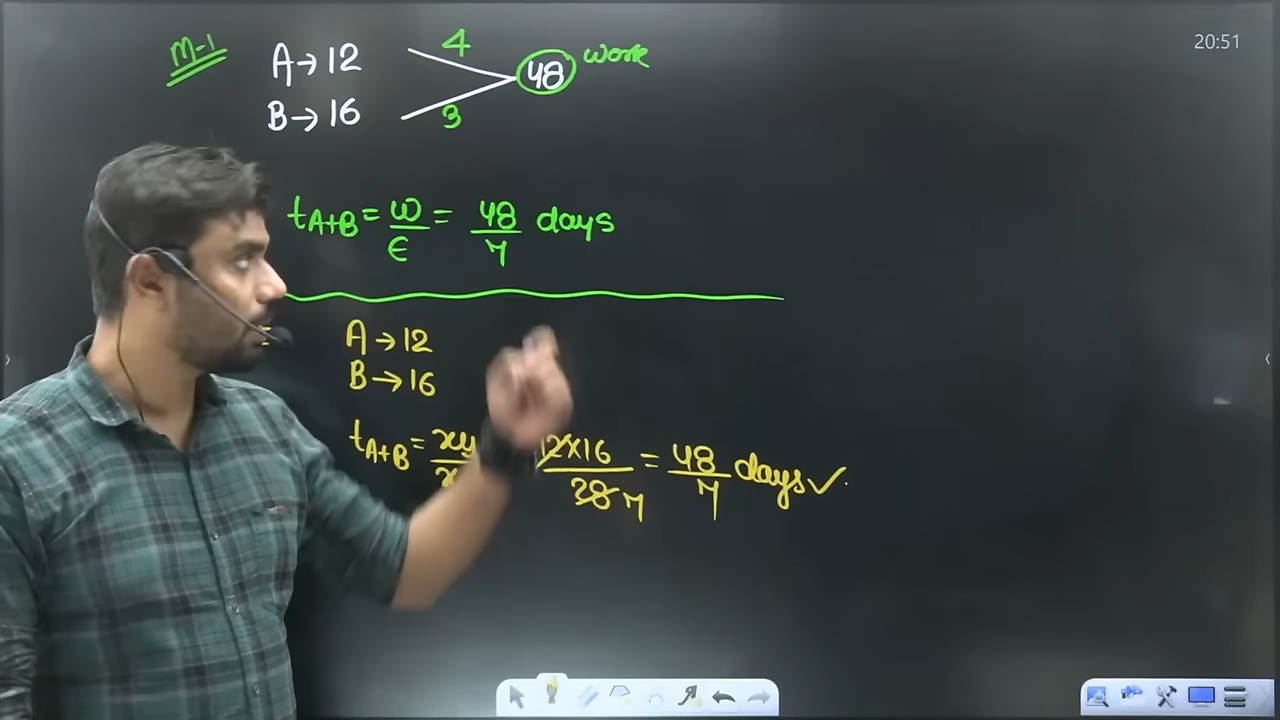 20:51
M-1
A→12 4
48 work
B→16 3
tA+B = w/E = 48/7 days
A→12
B→16
tA+B = xy 12×16/28 7 = 48/7 days ✓